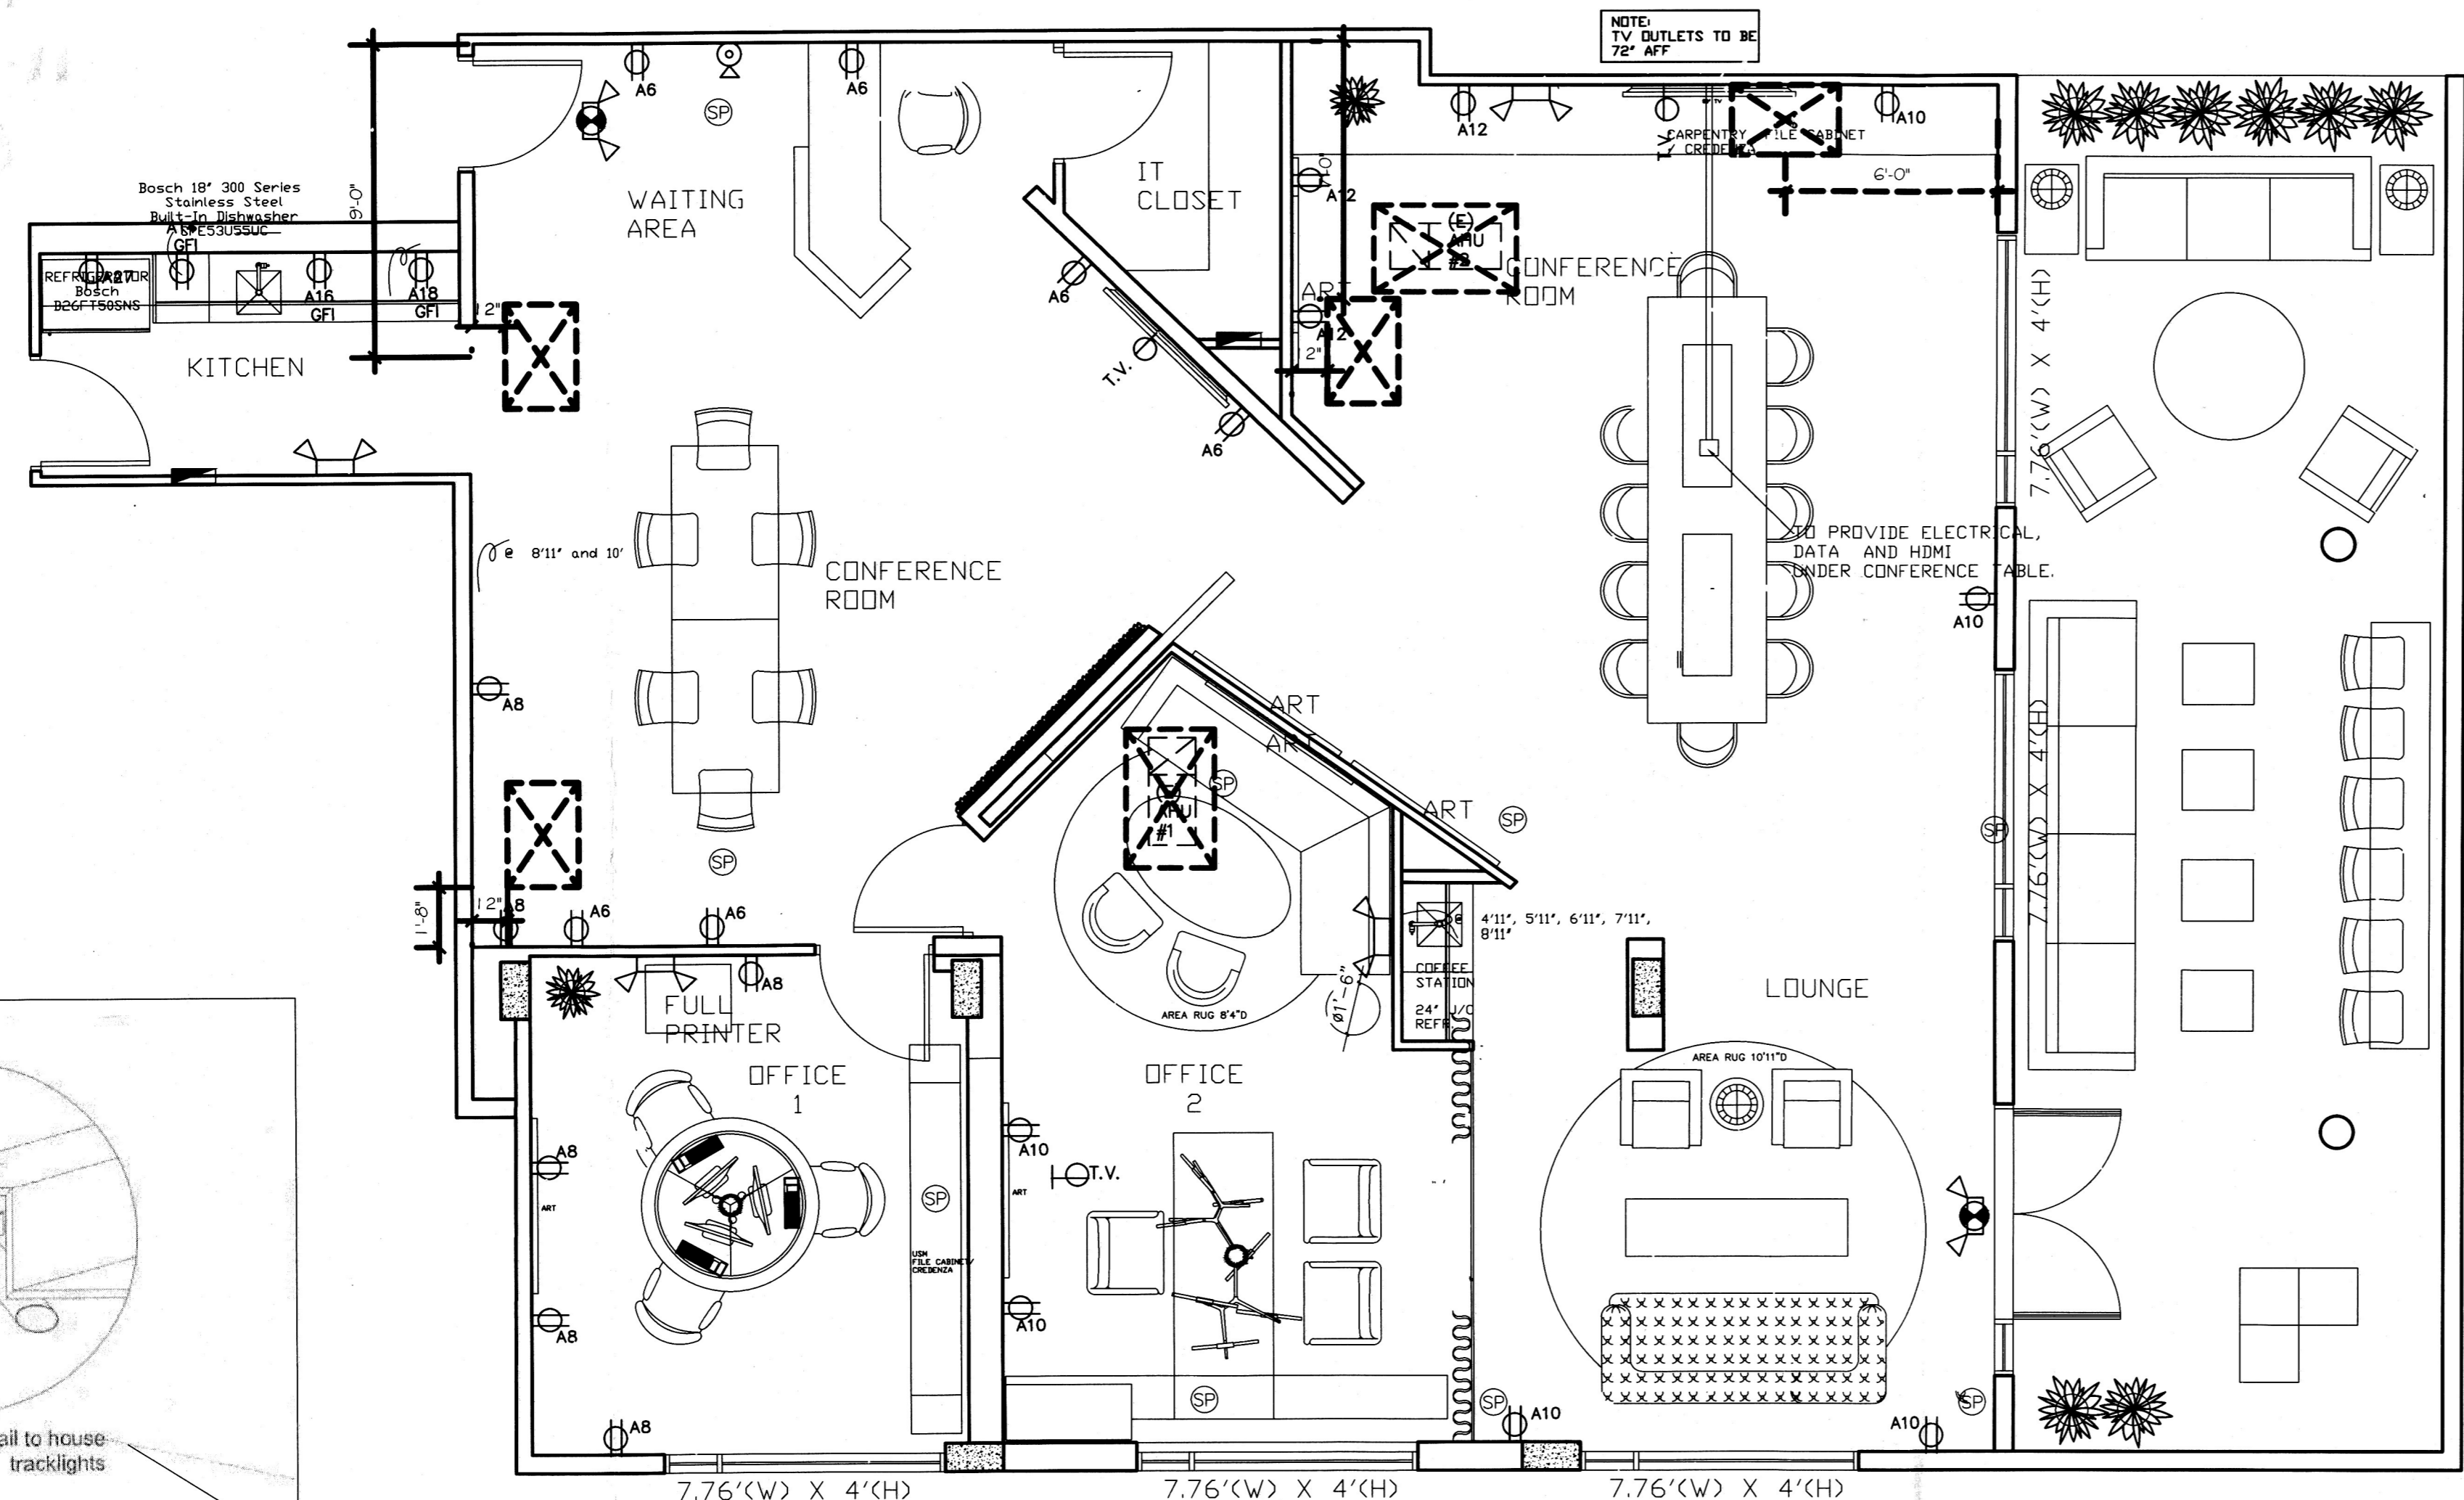 NOTE:
TV OUTLETS TO BE
72" AFF
A6
A6
SP
WAITING
AREA
IT
CLOSET
A12
T.V.
CARPENTRY FILE CABINET
/ CREDENZA
A10
6'-0"
9'-0"
Bosch 18" 300 Series
Stainless Steel
Built-In Dishwasher
SPE53U55UC
GFI
REFRIGERATOR
Bosch
B26FT50SNS
A27
A16
GFI
A18
GFI
12"
KITCHEN
A6
T.V.
A6
A12
ART
A12
12"
(E)
AHU
#2
CONFERENCE
ROOM
7.76'(W) X 4'(H)
TO PROVIDE ELECTRICAL,
DATA AND HDMI
UNDER CONFERENCE TABLE.
A10
@ 8'11" and 10'
CONFERENCE
ROOM
A8
ART
ART
ART
AHU
#1
SP
SP
SP
SP
7.76'(W) X 4'(H)
1'-8"
12"
A8
A6
A6
A8
@ 4'11", 5'11", 6'11", 7'11",
8'11"
COFFEE
STATION
24" U/C
REFR.
Ø1'-6"
AREA RUG 8'4"D
FULL
PRINTER
OFFICE
1
OFFICE
2
LOUNGE
AREA RUG 10'11"D
A8
ART
A8
A8
SP
USM
FILE CABINET/
CREDENZA
A10
T.V.
ART
A10
SP
SP
A10
A10
SP
ail to house
tracklights
7.76'(W) X 4'(H)
7.76'(W) X 4'(H)
7.76'(W) X 4'(H)